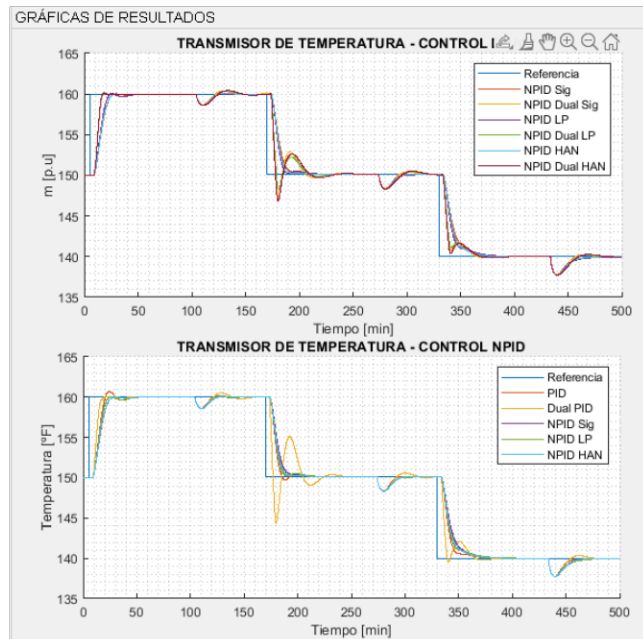 GRÁFICAS DE RESULTADOS
TRANSMISOR DE TEMPERATURA - CONTROL
165
160
155
150
145
140
135
m [p.u]
0 50 100 150 200 250 300 350 400 450 500
Tiempo [min]
Referencia
NPID Sig
NPID Dual Sig
NPID LP
NPID Dual LP
NPID HAN
NPID Dual HAN
TRANSMISOR DE TEMPERATURA - CONTROL NPID
165
160
155
150
145
140
135
Temperatura [°F]
0 50 100 150 200 250 300 350 400 450 500
Tiempo [min]
Referencia
PID
Dual PID
NPID Sig
NPID LP
NPID HAN